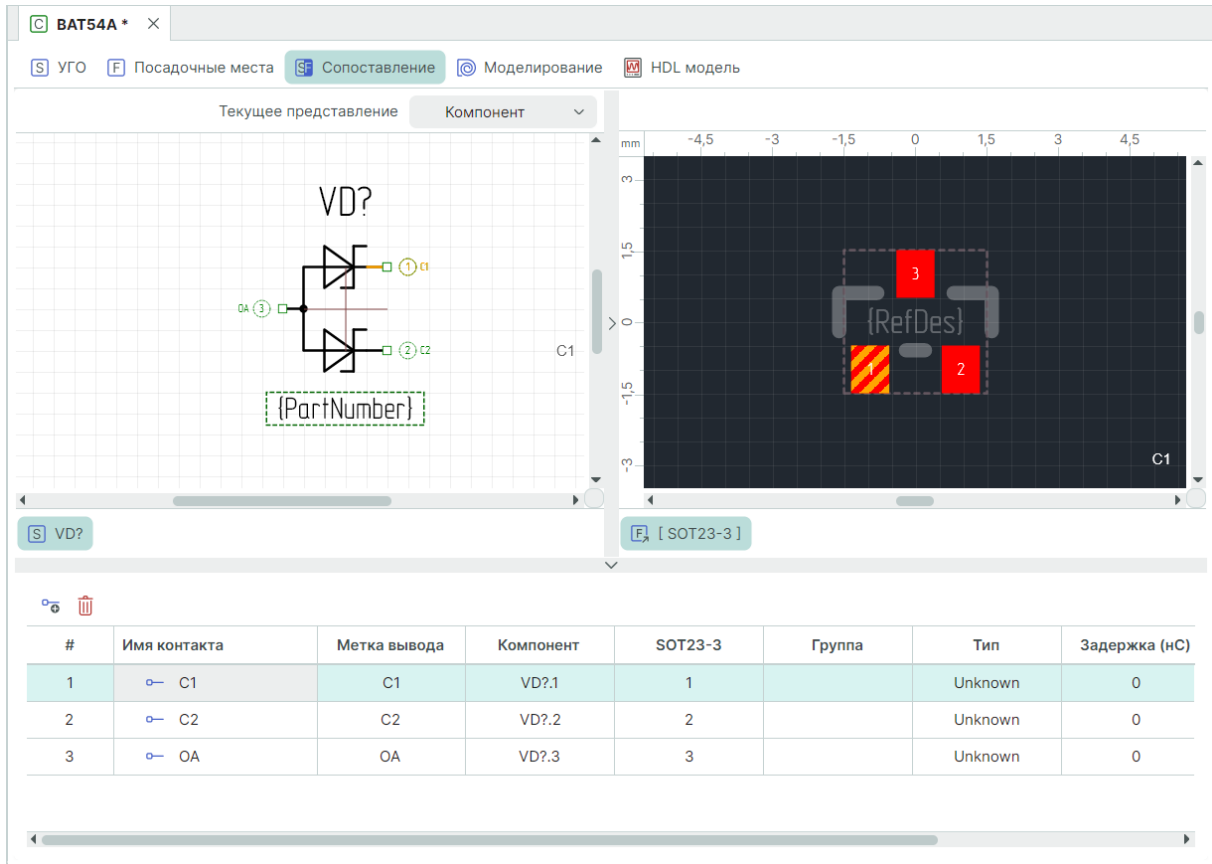 C BAT54A * ×
S УГО F Посадочные места SF Сопоставление Моделирование HDL модель
Текущее представление Компонент
mm -4,5 -3 -1,5 0 1,5 3 4,5
3
1,5
0
-1,5
-3
VD?
1 C1
OA 3
2 C2
C1
{PartNumber}
3
{RefDes}
1 2
C1
S VD?
F [ SOT23-3 ]
# Имя контакта Метка вывода Компонент SOT23-3 Группа Тип Задержка (нС)
1 C1 C1 VD?.1 1 Unknown 0
2 C2 C2 VD?.2 2 Unknown 0
3 OA OA VD?.3 3 Unknown 0